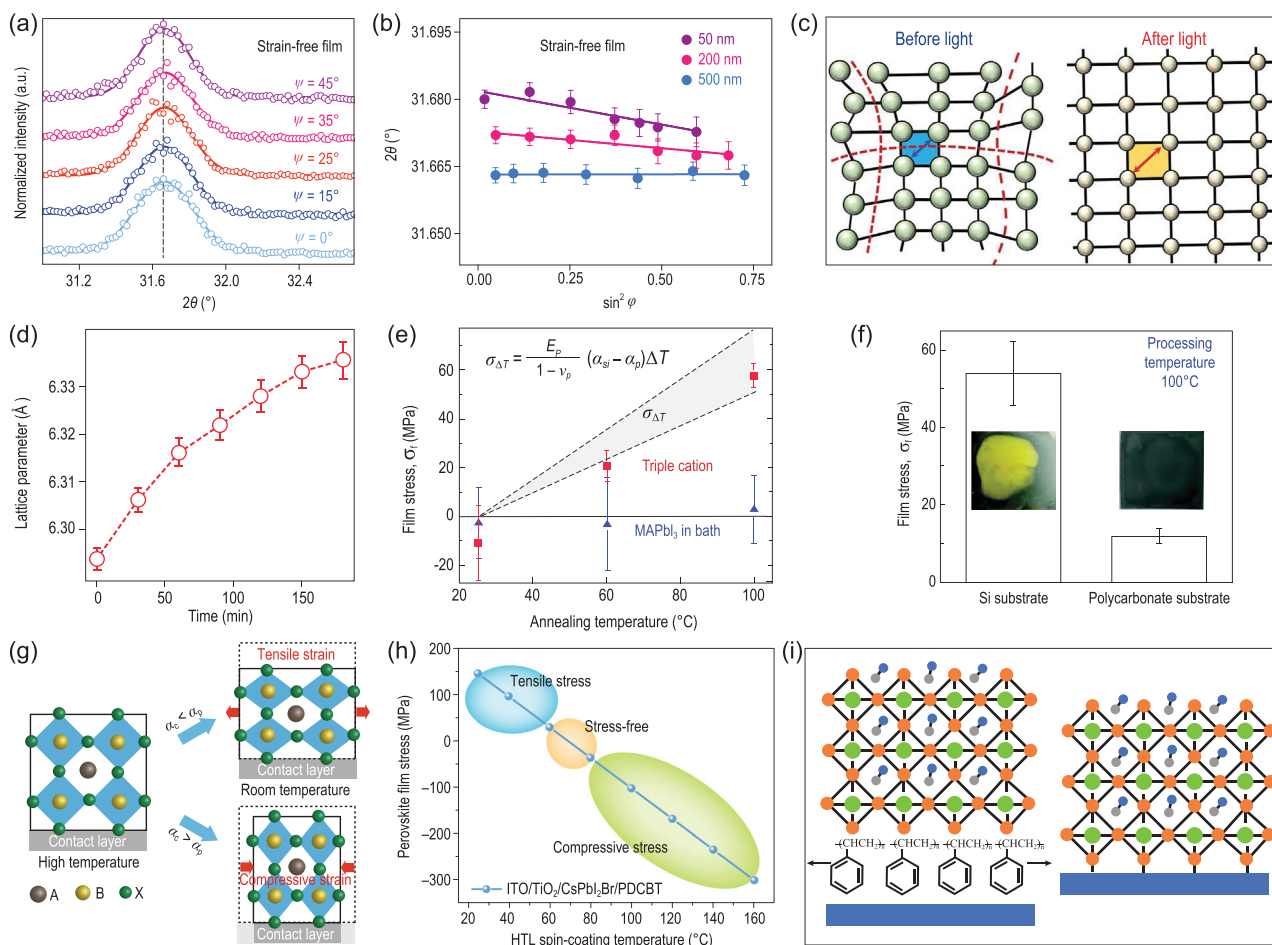 (a)
Normalized intensity (a.u.)
Strain-free film
ψ = 45°
ψ = 35°
ψ = 25°
ψ = 15°
ψ = 0°
31.2 31.6 32.0 32.4
2θ (°)
(b)
2θ (°)
31.695
31.680
31.665
31.650
Strain-free film
50 nm
200 nm
500 nm
0.00 0.25 0.50 0.75
sin² φ
(c)
Before light
After light
(d)
Lattice parameter (Å)
6.33
6.32
6.31
6.30
0 50 100 150
Time (min)
(e)
Film stress, σf (MPa)
60
40
20
0
-20
σΔT = EP / 1 − νp (αsi − αp)ΔT
σΔT
Triple cation
MAPbI₃ in bath
20 40 60 80 100
Annealing temperature (°C)
(f)
Film stress, σf (MPa)
60
40
20
0
Processing
temperature
100°C
Si substrate
Polycarbonate substrate
(g)
Contact layer
High temperature
A B X
αc < αp
αc > αp
Tensile strain
Contact layer
Room temperature
Compressive strain
Contact layer
(h)
Perovskite film stress (MPa)
200
150
100
50
0
−50
−100
−150
−200
−250
−300
Tensile stress
Stress-free
Compressive stress
ITO/TiO₂/CsPbI₂Br/PDCBT
20 40 60 80 100 120 140 160
HTL spin-coating temperature (°C)
(i)
(CHCH₂)n (CHCH₂)n (CHCH₂)n (CHCH₂)n